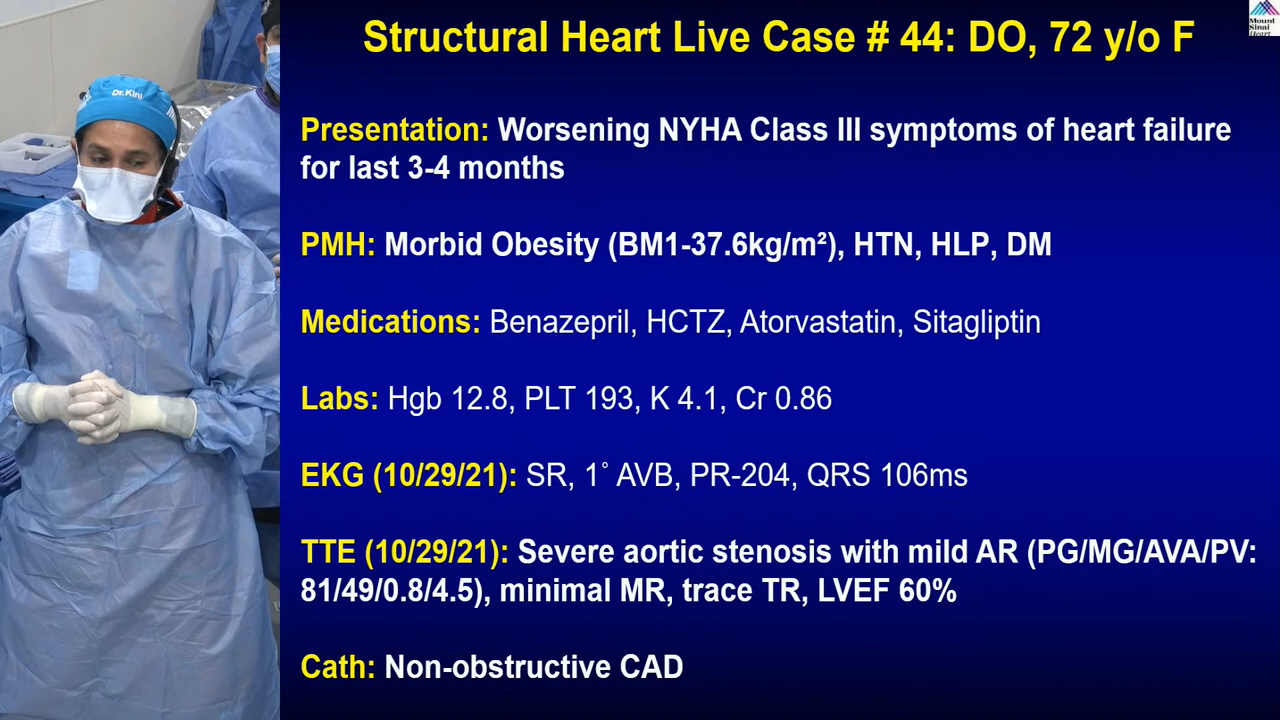 Dr. Kini
Structural Heart Live Case # 44: DO, 72 y/o F
Mount
Sinai
Heart
Presentation: Worsening NYHA Class III symptoms of heart failure
for last 3-4 months
PMH: Morbid Obesity (BM1-37.6kg/m²), HTN, HLP, DM
Medications: Benazepril, HCTZ, Atorvastatin, Sitagliptin
Labs: Hgb 12.8, PLT 193, K 4.1, Cr 0.86
EKG (10/29/21): SR, 1° AVB, PR-204, QRS 106ms
TTE (10/29/21): Severe aortic stenosis with mild AR (PG/MG/AVA/PV:
81/49/0.8/4.5), minimal MR, trace TR, LVEF 60%
Cath: Non-obstructive CAD